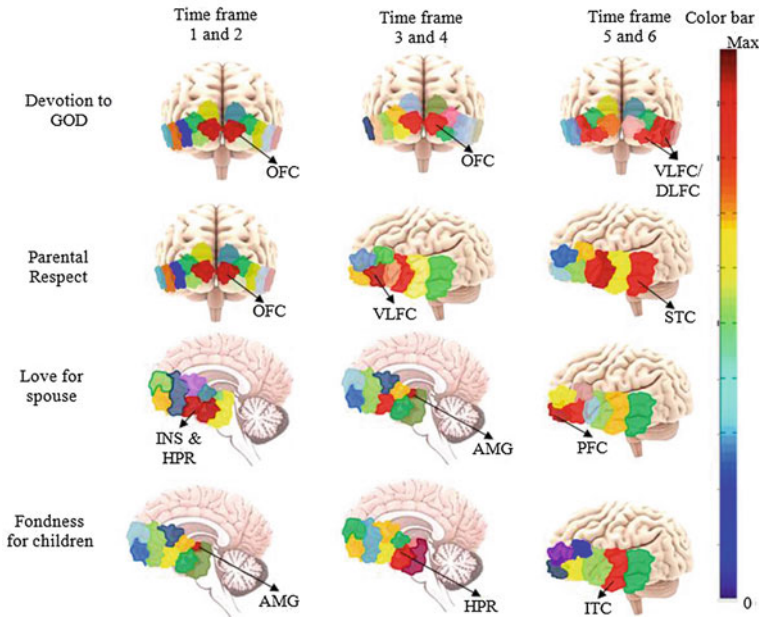 Time frame
1 and 2
Time frame
3 and 4
Time frame
5 and 6
Color bar
Max
Devotion to
GOD
OFC
OFC
VLFC/
DLFC
Parental
Respect
OFC
VLFC
STC
Love for
spouse
INS &
HPR
AMG
PFC
Fondness
for children
AMG
HPR
ITC
0